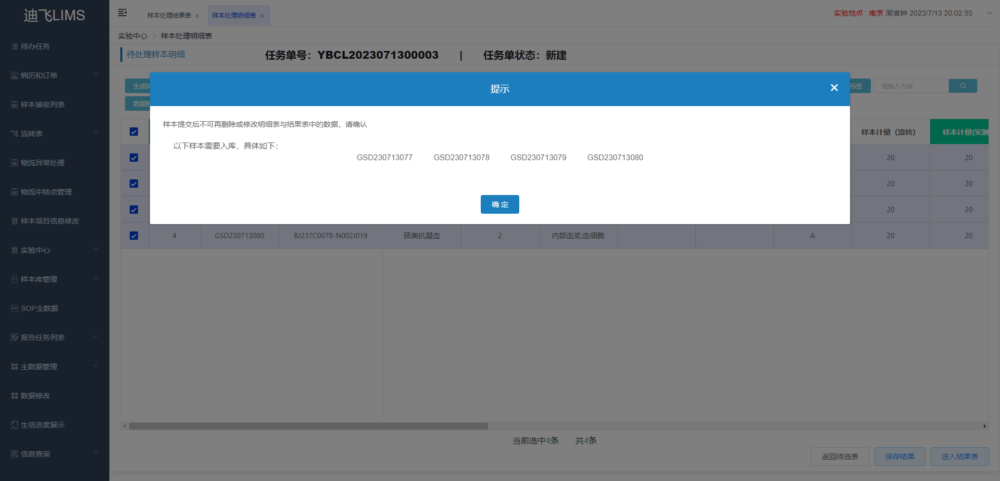 迪飞LIMS
待办任务
病历和订单
样本接收列表
流转表
物流异常处理
物流中转点管理
样本项目信息修改
实验中心
样本库管理
SOP主数据
报告任务列表
主数据管理
数据修改
生信进度展示
信息查询
样本处理结果表
样本处理明细表
实验地点 : 南京 周官钟 2023/7/13 20:02:55
实验中心 > 样本处理明细表
待处理样本明细
任务单号：YBCL2023071300003 | 任务单状态：新建
生成
标签
请输入内容
数据
提示
样本提交后不可再删除或修改明细表与结果表中的数据，请确认
以下样本需要入库，具体如下：
GSD230713077 GSD230713078 GSD230713079 GSD230713080
确 定
样本计量（流转） 样本计量(实测
20 20
20 20
20 20
4 GSD230713080 BJ237C0078-N002J019 硕美抗凝血 2 内部血浆;血细胞 A 20 20
当前选中4条 共4条
返回待选表 保存结果 进入结果表